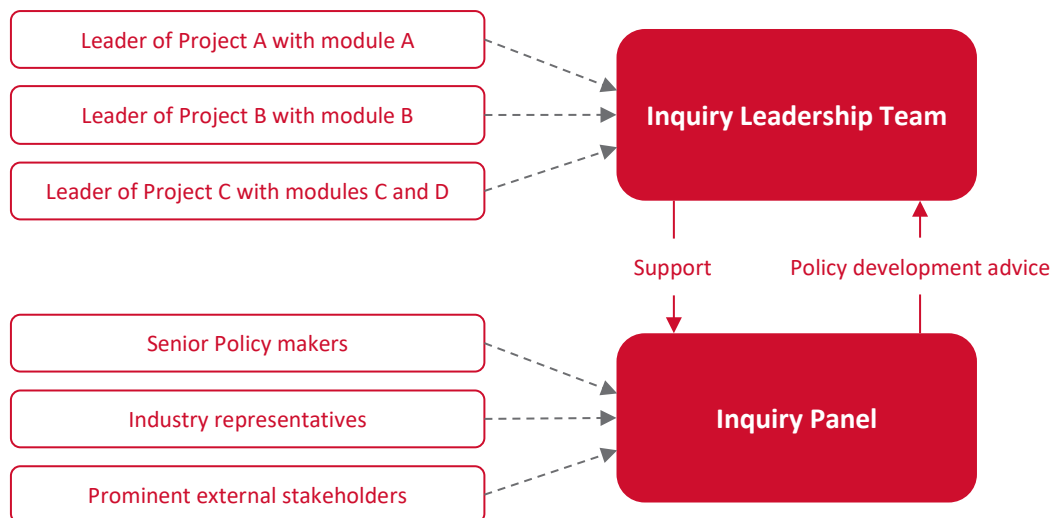 Leader of Project A with module A
Leader of Project B with module B
Inquiry Leadership Team
Leader of Project C with modules C and D
Support
Policy development advice
Senior Policy makers
Industry representatives
Inquiry Panel
Prominent external stakeholders